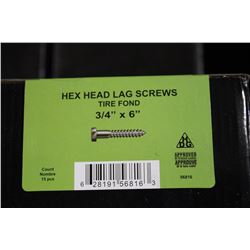 HEX HEAD LAG SCREWS
TIRE FOND
3/4" x 6"
Count
Nombre
15 pcs
6 28191 56816 3
APPROVED
APPROUVÉ
56816